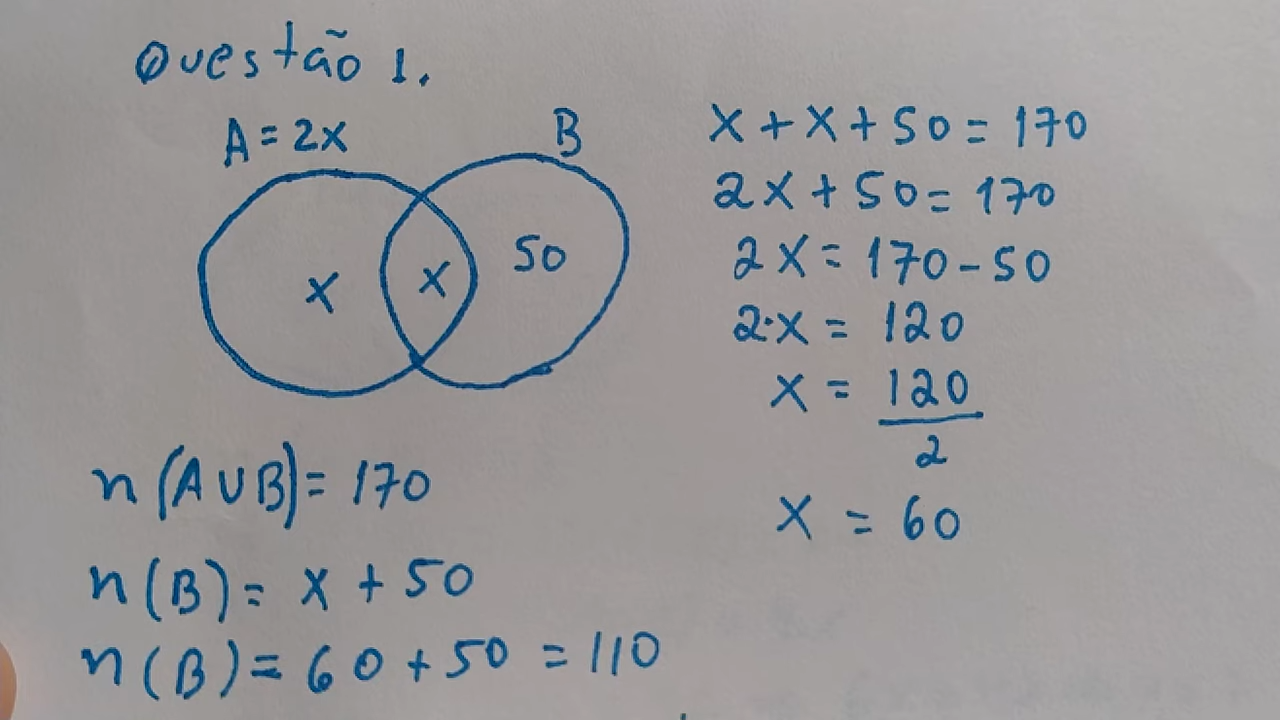 Questão 1.
A = 2x
B
x
x
50
n(A∪B) = 170
n(B) = x + 50
n(B) = 60 + 50 = 110
x + x + 50 = 170
2x + 50 = 170
2x = 170 - 50
2·x = 120
x = 120/2
x = 60